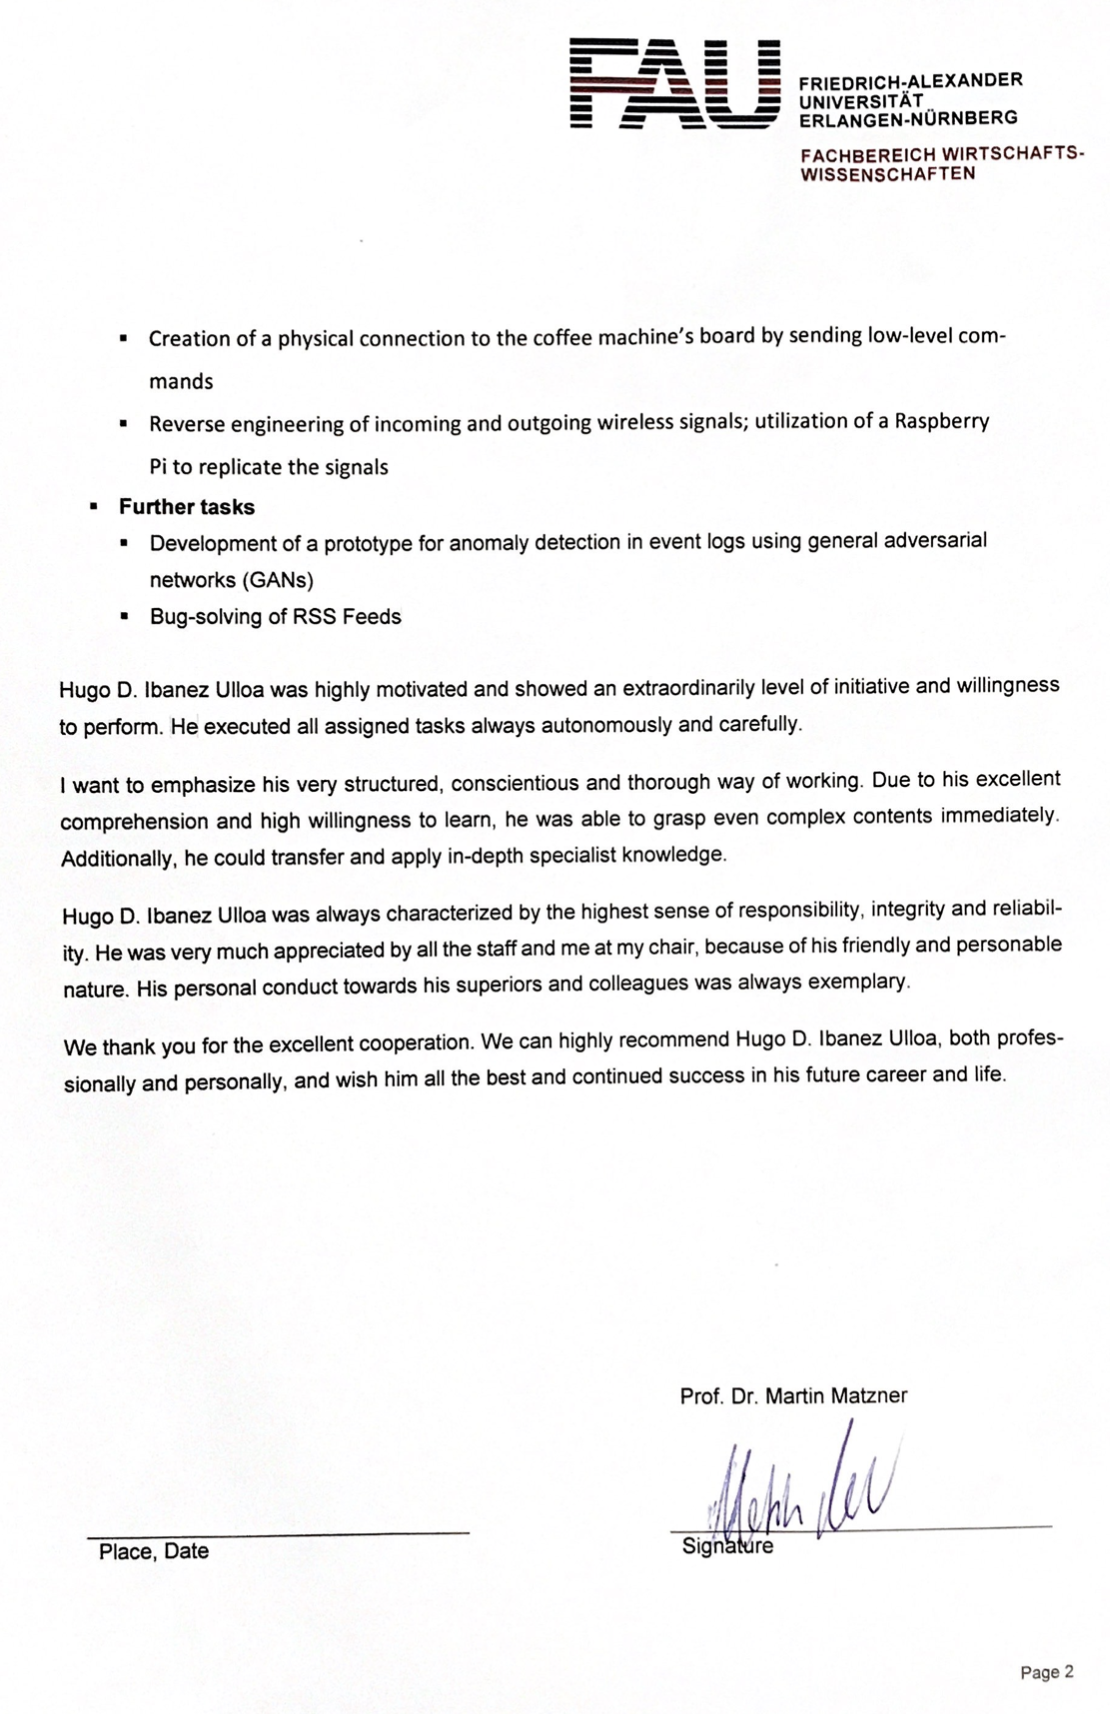 FAU
FRIEDRICH-ALEXANDER
UNIVERSITÄT
ERLANGEN-NÜRNBERG
FACHBEREICH WIRTSCHAFTS-
WISSENSCHAFTEN
▪ Creation of a physical connection to the coffee machine's board by sending low-level com-
mands
▪ Reverse engineering of incoming and outgoing wireless signals; utilization of a Raspberry
Pi to replicate the signals
▪ Further tasks
▪ Development of a prototype for anomaly detection in event logs using general adversarial
networks (GANs)
▪ Bug-solving of RSS Feeds
Hugo D. Ibanez Ulloa was highly motivated and showed an extraordinarily level of initiative and willingness
to perform. He executed all assigned tasks always autonomously and carefully.
I want to emphasize his very structured, conscientious and thorough way of working. Due to his excellent
comprehension and high willingness to learn, he was able to grasp even complex contents immediately.
Additionally, he could transfer and apply in-depth specialist knowledge.
Hugo D. Ibanez Ulloa was always characterized by the highest sense of responsibility, integrity and reliabil-
ity. He was very much appreciated by all the staff and me at my chair, because of his friendly and personable
nature. His personal conduct towards his superiors and colleagues was always exemplary.
We thank you for the excellent cooperation. We can highly recommend Hugo D. Ibanez Ulloa, both profes-
sionally and personally, and wish him all the best and continued success in his future career and life.
Prof. Dr. Martin Matzner
Place, Date
Signature
Page 2